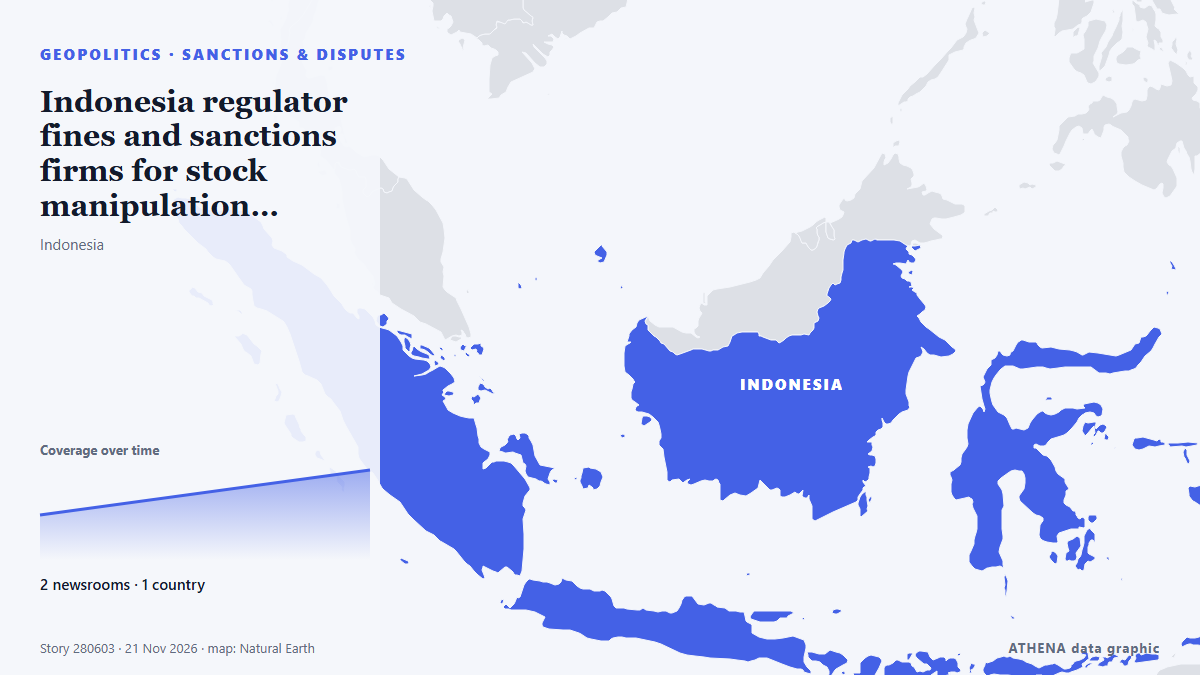 GEOPOLITICS · SANCTIONS & DISPUTES
Indonesia regulator
fines and sanctions
firms for stock
manipulation...
Indonesia
INDONESIA
Coverage over time
2 newsrooms · 1 country
Story 280603 · 21 Nov 2026 · map: Natural Earth
ATHENA data graphic